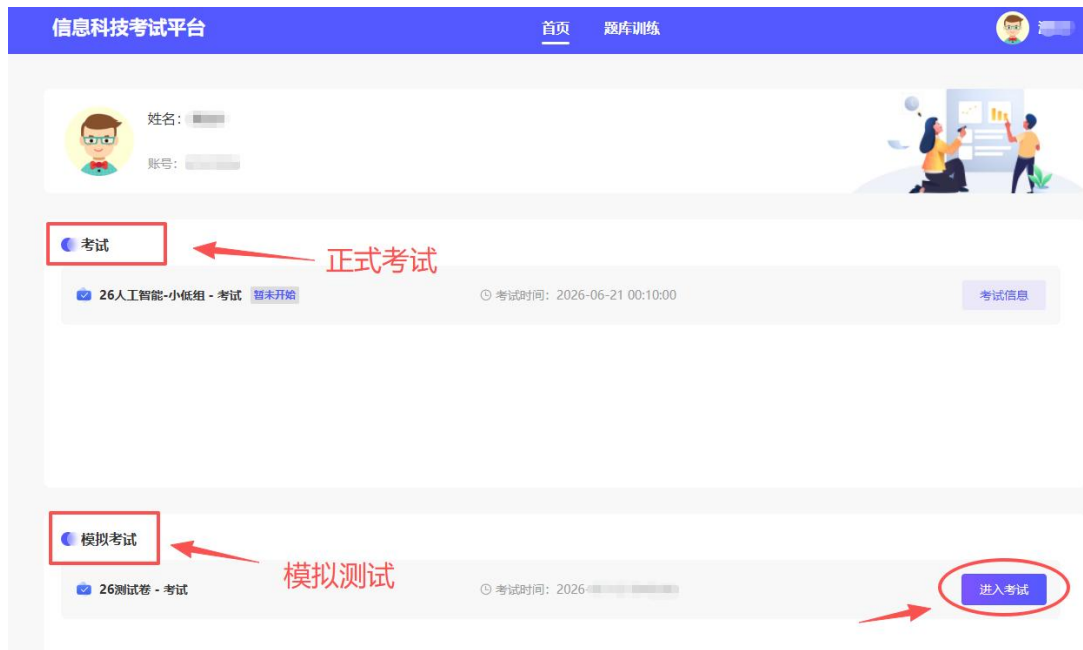 信息科技考试平台
首页
题库训练
姓名：
账号：
考试
正式考试
26人工智能-小低组 - 考试 暂未开始
考试时间：2026-06-21 00:10:00
考试信息
模拟考试
模拟测试
26测试卷 - 考试
考试时间：2026
进入考试